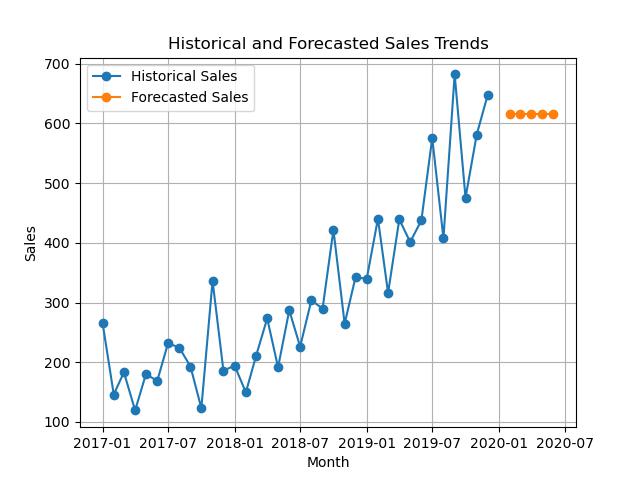 Historical and Forecasted Sales Trends
Historical Sales
Forecasted Sales
700
600
500
400
300
200
100
Sales
2017-01 2017-07 2018-01 2018-07 2019-01 2019-07 2020-01 2020-07
Month